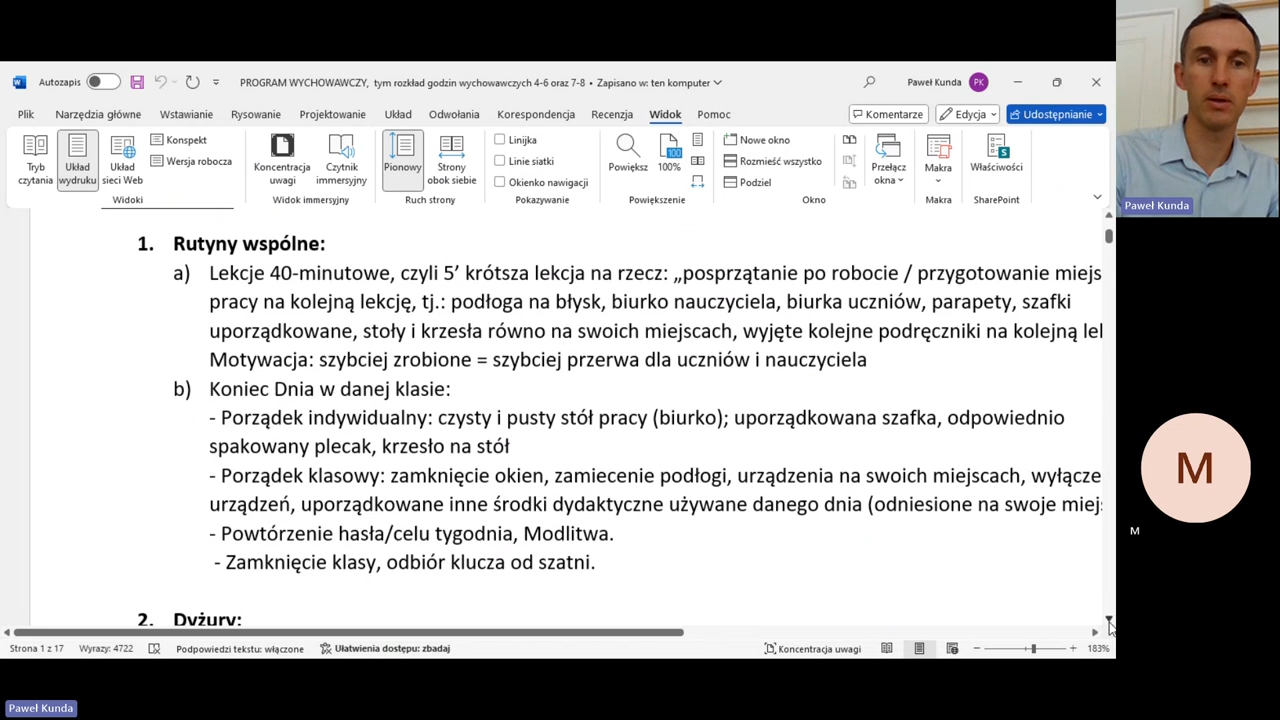 Autozapis
PROGRAM WYCHOWAWCZY, tym rozkład godzin wychowawczych 4-6 oraz 7-8 • Zapisano w: ten komputer
Paweł Kunda
PK
Plik
Narzędzia główne
Wstawianie
Rysowanie
Projektowanie
Układ
Odwołania
Korespondencja
Recenzja
Widok
Pomoc
Komentarze
Edycja
Udostępnianie
Tryb czytania
Układ wydruku
Układ sieci Web
Konspekt
Wersja robocza
Widoki
Koncentracja uwagi
Czytnik immersyjny
Widok immersyjny
Pionowy
Strony obok siebie
Ruch strony
Linijka
Linie siatki
Okienko nawigacji
Pokazywanie
Powiększ
100
100%
Powiększenie
Nowe okno
Rozmieść wszystko
Podziel
Przełącz okna
Okno
Makra
Makra
Właściwości
SharePoint
1. Rutyny wspólne:
a) Lekcje 40-minutowe, czyli 5’ krótsza lekcja na rzecz: „posprzątanie po robocie / przygotowanie miejs
pracy na kolejną lekcję, tj.: podłoga na błysk, biurko nauczyciela, biurka uczniów, parapety, szafki
uporządkowane, stoły i krzesła równo na swoich miejscach, wyjęte kolejne podręczniki na kolejną lek
Motywacja: szybciej zrobione = szybciej przerwa dla uczniów i nauczyciela
b) Koniec Dnia w danej klasie:
- Porządek indywidualny: czysty i pusty stół pracy (biurko); uporządkowana szafka, odpowiednio
spakowany plecak, krzesło na stół
- Porządek klasowy: zamknięcie okien, zamiecenie podłogi, urządzenia na swoich miejscach, wyłącze
urządzeń, uporządkowane inne środki dydaktyczne używane danego dnia (odniesione na swoje miejs
- Powtórzenie hasła/celu tygodnia, Modlitwa.
- Zamknięcie klasy, odbiór klucza od szatni.
2. Dyżury:
Strona 1 z 17
Wyrazy: 4722
Podpowiedzi tekstu: włączone
Ułatwienia dostępu: zbadaj
Koncentracja uwagi
183%
Paweł Kunda
M
M
Paweł Kunda